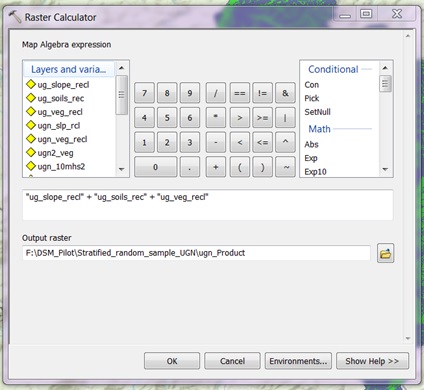 Raster Calculator
Map Algebra expression
Layers and varia...
ug_slope_recl
ug_soils_rec
ug_veg_recl
ugn_slp_rcl
ugn_veg_recl
ugn2_veg
ugn_10mhs2
7 8 9 / == != &
4 5 6 * > >= |
1 2 3 - < <= ^
0 . + ( ) ~
Conditional
Con
Pick
SetNull
Math
Abs
Exp
Exp10
"ug_slope_recl" + "ug_soils_rec" + "ug_veg_recl"
Output raster
F:\DSM_Pilot\Stratified_random_sample_UGN\ugn_Product
OK Cancel Environments... Show Help >>